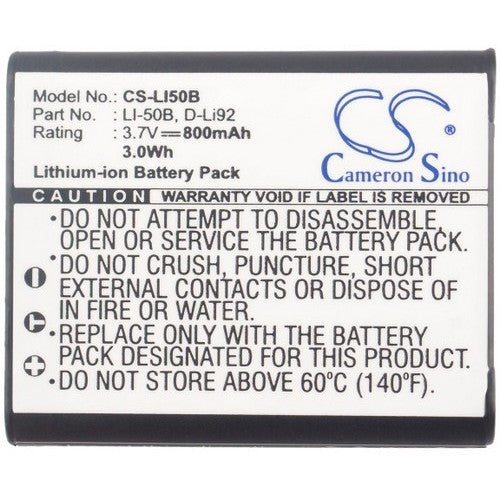 Model No.: CS-LI50B
Part No.: LI-50B, D-Li92
Rating: 3.7V⎓800mAh
3.0Wh
Lithium-ion Battery Pack
CS
Cameron Sino
WARRANTY VOID IF LABEL IS REMOVED
•DO NOT ATTEMPT TO DISASSEMBLE,
OPEN OR SERVICE THE BATTERY PACK.
•DO NOT CRUSH, PUNCTURE, SHORT
EXTERNAL CONTACTS, OR DISPOSE OF
IN FIRE OR WATER.
•REPLACE ONLY WITH THE BATTERY
PACK DESIGNATED FOR THIS PRODUCT.
•DO NOT EXPOSE ABOVE 60°C (140°F).